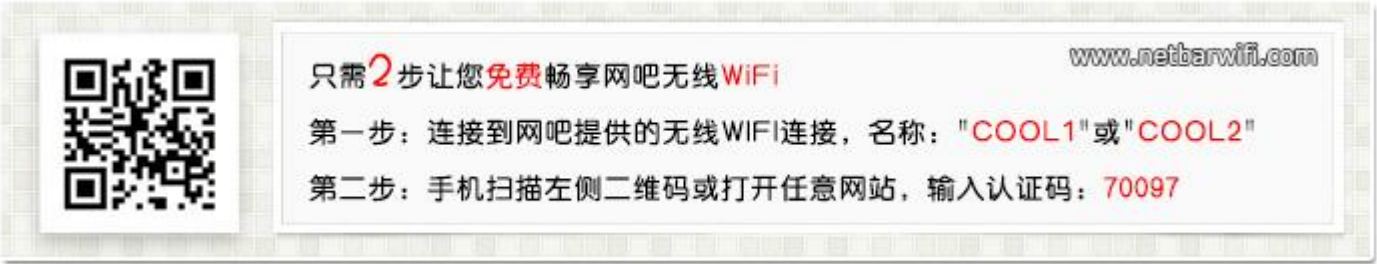 www.netbarwifi.com
只需2步让您免费畅享网吧无线WiFi
第一步：连接到网吧提供的无线WIFI连接，名称："COOL1"或"COOL2"
第二步：手机扫描左侧二维码或打开任意网站，输入认证码：70097